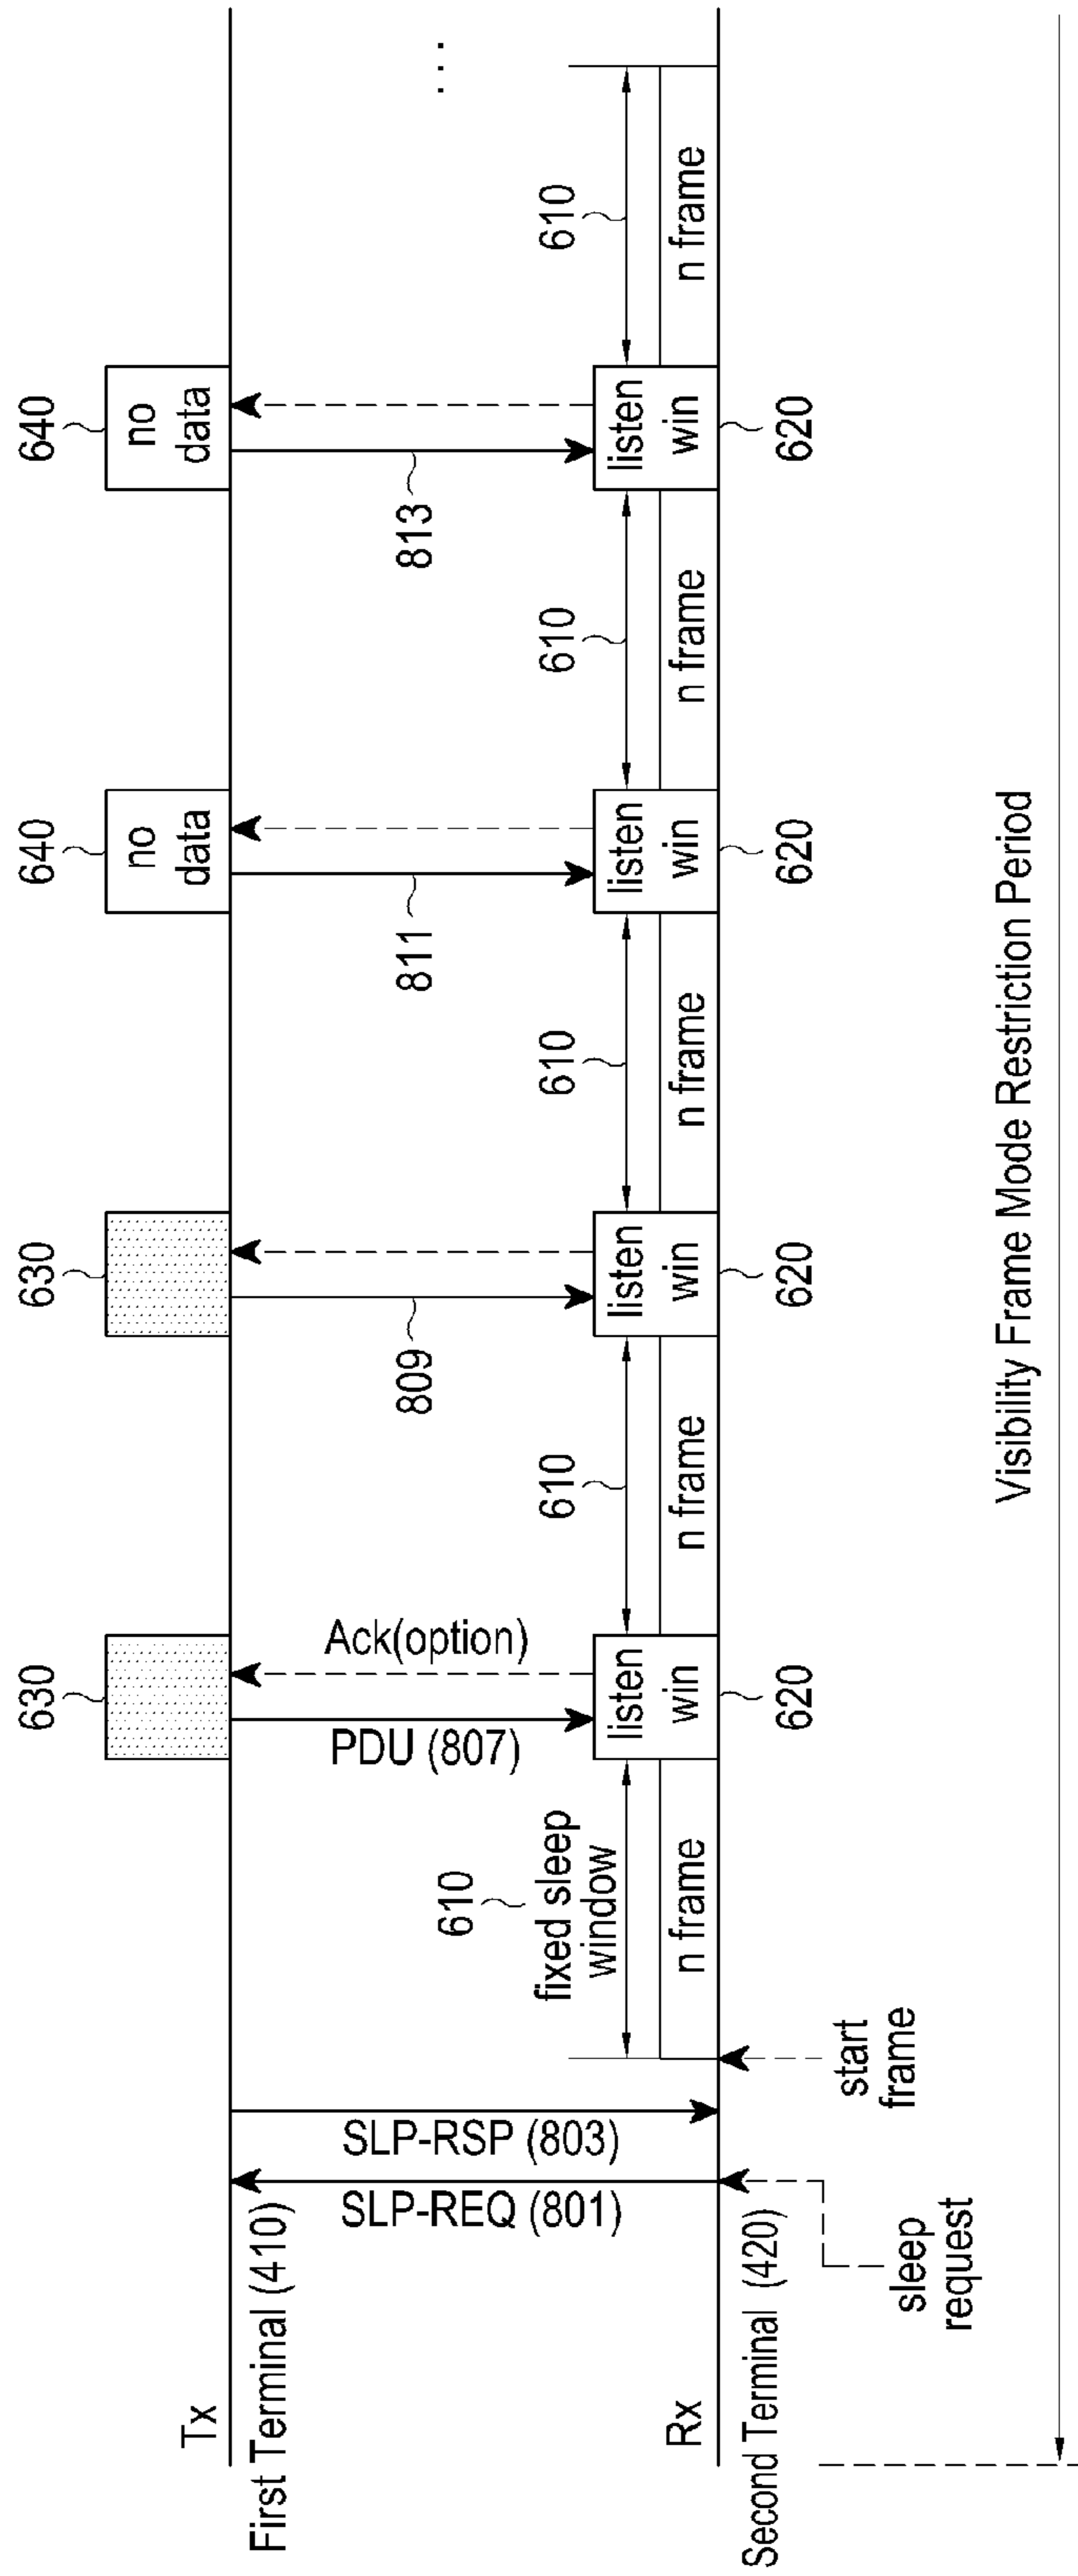 Tx
First Terminal (410)
SLP-REQ (801)
SLP-RSP (803)
630
PDU (807)
Ack(option)
630
809
640
no
data
811
640
no
data
813
...
Rx
Second Terminal (420)
sleep
request
start
frame
610
fixed sleep
window
n frame
listen
win
620
610
n frame
listen
win
620
610
n frame
listen
win
620
610
n frame
listen
win
620
610
n frame
Visibility Frame Mode Restriction Period